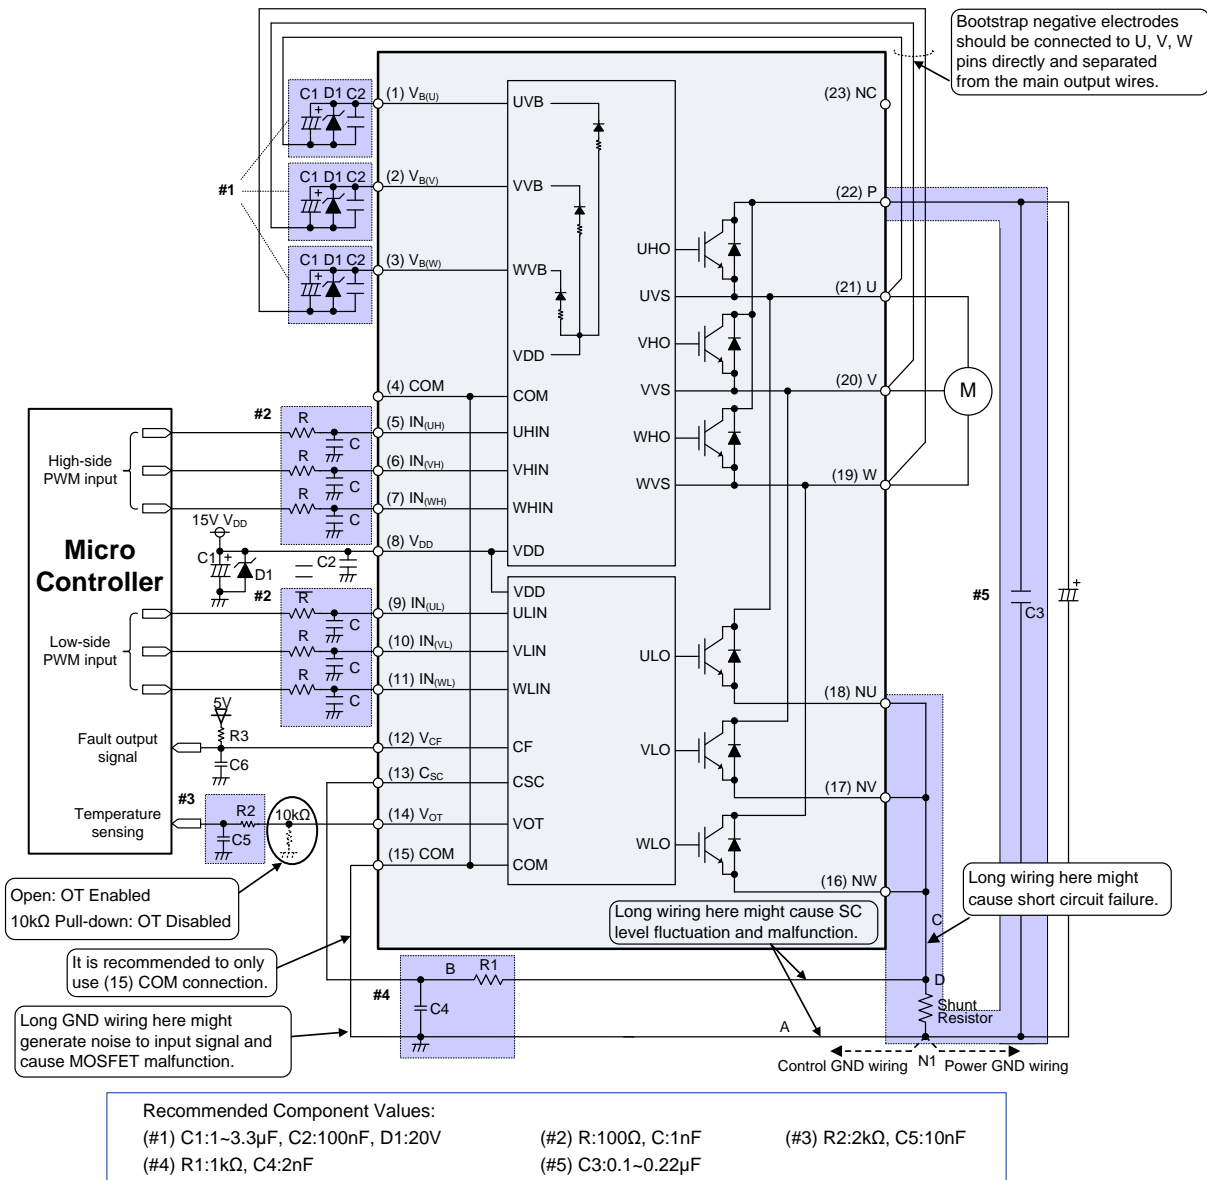 Bootstrap negative electrodes
should be connected to U, V, W
pins directly and separated
from the main output wires.
C1 D1 C2
(1) VB(U)
UVB
(23) NC
#1
C1 D1 C2
(2) VB(V)
VVB
(22) P
C1 D1 C2
(3) VB(W)
WVB
UHO
(21) U
UVS
VHO
VDD
(20) V
VVS
M
(4) COM
COM
#2
R
C
(5) IN(UH)
UHIN
WHO
High-side
PWM input
R
C
(6) IN(VH)
VHIN
(19) W
WVS
R
C
(7) IN(WH)
WHIN
15V VDD
Micro
Controller
C1
D1
C2
(8) VDD
VDD
#2
VDD
#5
C3
R
C
(9) IN(UL)
ULIN
Low-side
PWM input
R
C
(10) IN(VL)
VLIN
ULO
R
C
(11) IN(WL)
WLIN
(18) NU
5V
R3
Fault output
signal
C6
(12) VCF
CF
VLO
(13) CSC
CSC
(17) NV
#3
Temperature
sensing
R2
C5
10kΩ
(14) VOT
VOT
WLO
(15) COM
COM
(16) NW
Open: OT Enabled
10kΩ Pull-down: OT Disabled
Long wiring here might
cause short circuit failure.
Long wiring here might cause SC
level fluctuation and malfunction.
C
It is recommended to only
use (15) COM connection.
#4
B
R1
C4
D
Shunt
Resistor
Long GND wiring here might
generate noise to input signal and
cause MOSFET malfunction.
A
Control GND wiring
N1
Power GND wiring
Recommended Component Values:
(#1) C1:1~3.3µF, C2:100nF, D1:20V (#2) R:100Ω, C:1nF (#3) R2:2kΩ, C5:10nF
(#4) R1:1kΩ, C4:2nF (#5) C3:0.1~0.22µF